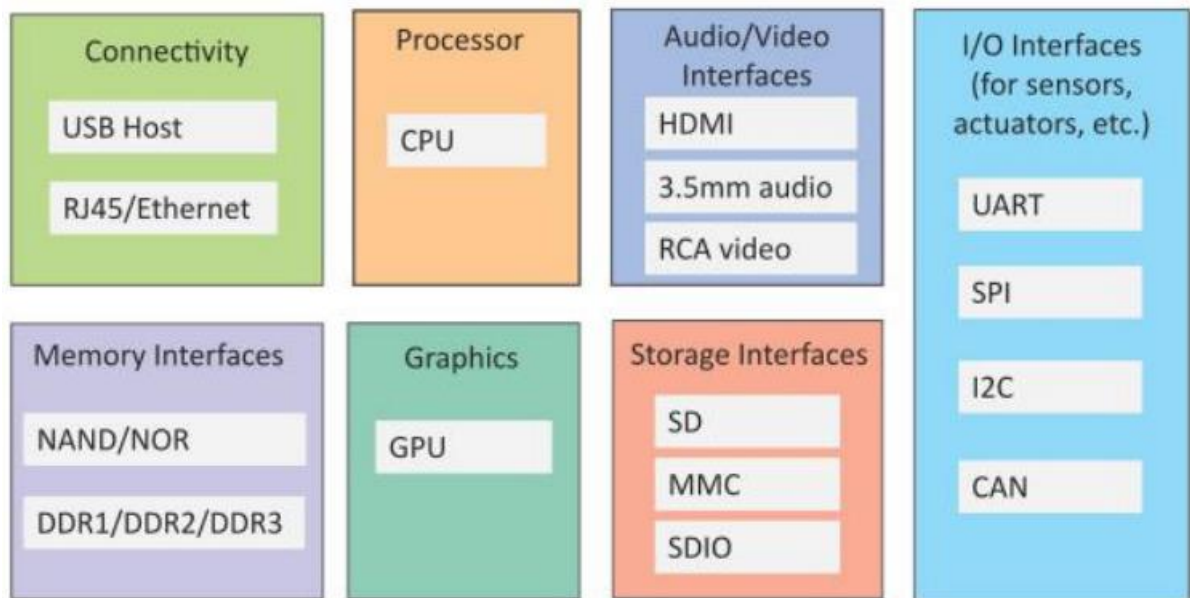 Connectivity
USB Host
RJ45/Ethernet
Processor
CPU
Audio/Video
Interfaces
HDMI
3.5mm audio
RCA video
I/O Interfaces
(for sensors,
actuators, etc.)
UART
SPI
I2C
CAN
Memory Interfaces
NAND/NOR
DDR1/DDR2/DDR3
Graphics
GPU
Storage Interfaces
SD
MMC
SDIO